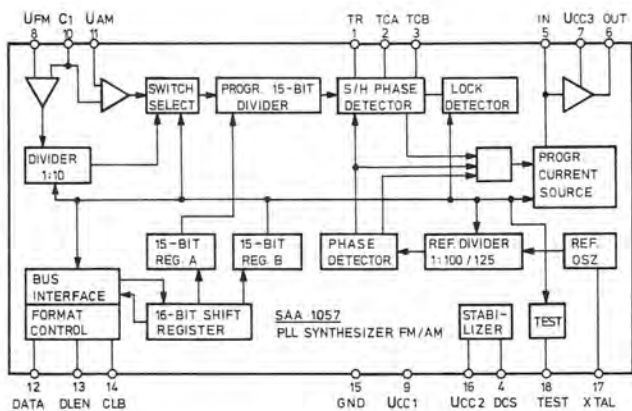 UFM C1 UAM TR TCA TCB IN UCC3 OUT
8 10 11 1 2 3 5 7 6
SWITCH SELECT
PROGR. 15-BIT DIVIDER
S/H PHASE DETECTOR
LOCK DETECTOR
DIVIDER 1:10
PROGR. CURRENT SOURCE
15-BIT REG. A
15-BIT REG. B
PHASE DETECTOR
REF. DIVIDER 1:100/125
REF. OSZ.
BUS INTERFACE
FORMAT CONTROL
16-BIT SHIFT REGISTER
SAA 1057
PLL SYNTHESIZER FM/AM
STABI-
LIZER
TEST
12 13 14 15 9 16 4 18 17
DATA DLEN CLB GND UCC1 UCC2 DCS TEST XTAL